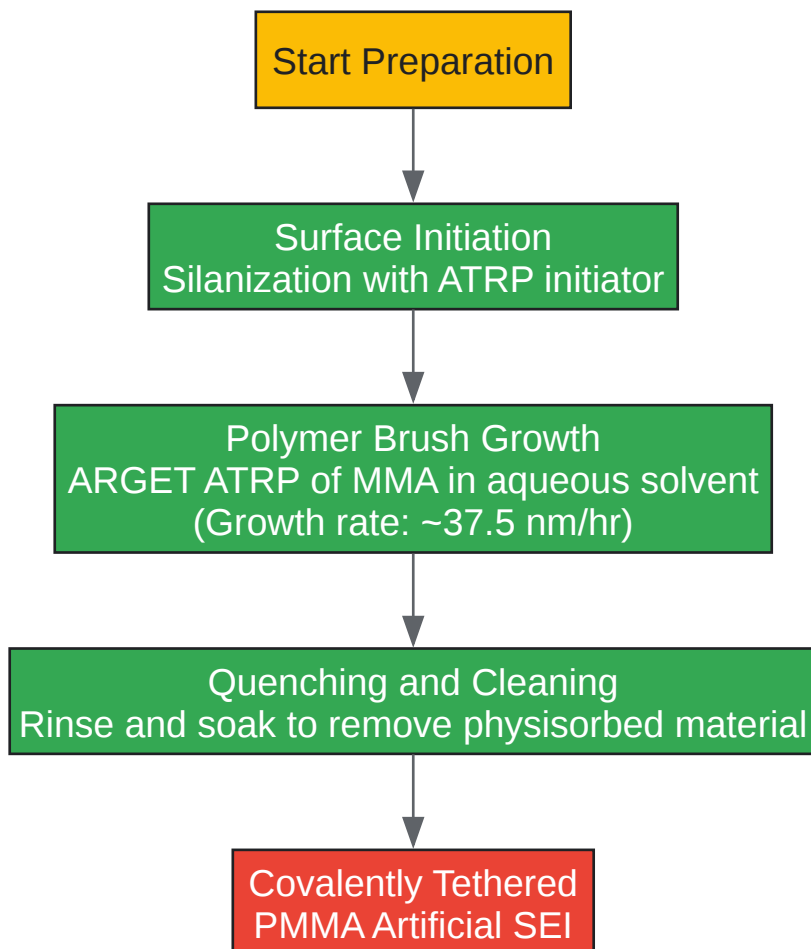 Start Preparation
Surface Initiation
Silanization with ATRP initiator
Polymer Brush Growth
ARGET ATRP of MMA in aqueous solvent
(Growth rate: ~37.5 nm/hr)
Quenching and Cleaning
Rinse and soak to remove physisorbed material
Covalently Tethered
PMMA Artificial SEI